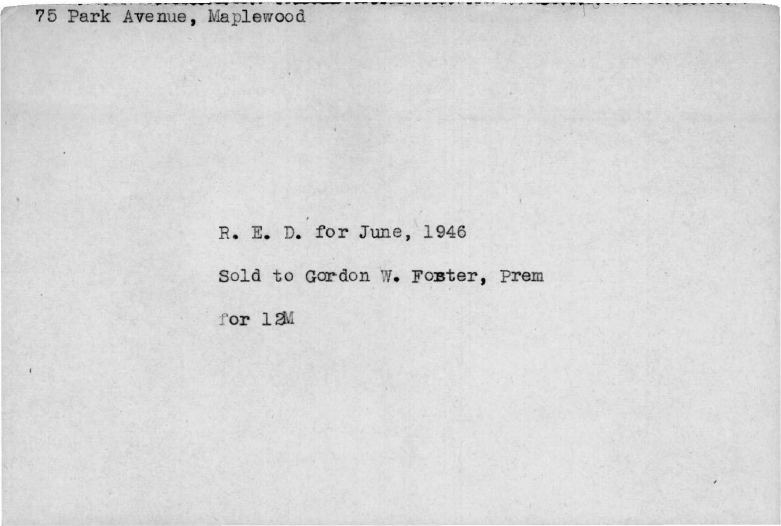 75 Park Avenue, Maplewood
R. E. D. for June, 1946
Sold to Gordon W. Foster, Prem
for 12M